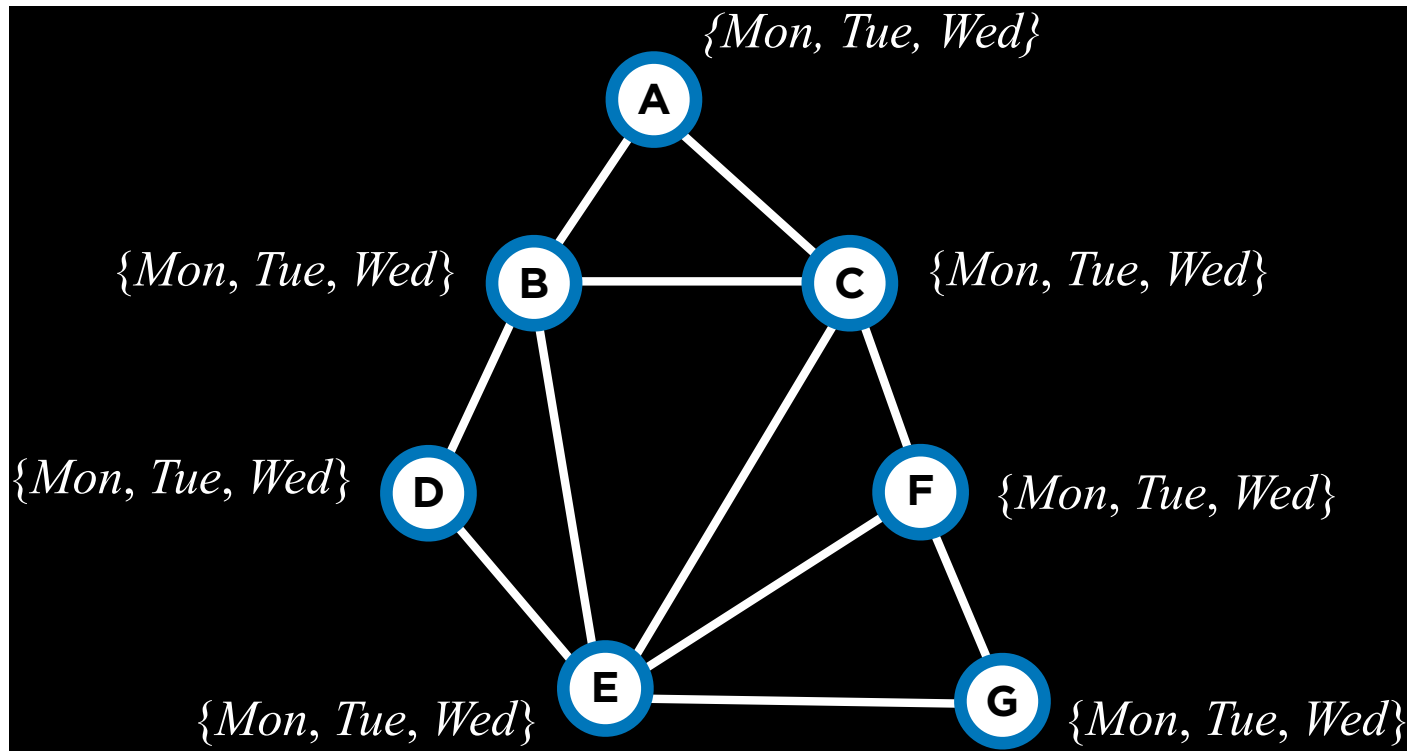 {Mon, Tue, Wed}
A
{Mon, Tue, Wed} B C {Mon, Tue, Wed}
{Mon, Tue, Wed} D F {Mon, Tue, Wed}
{Mon, Tue, Wed} E G {Mon, Tue, Wed}